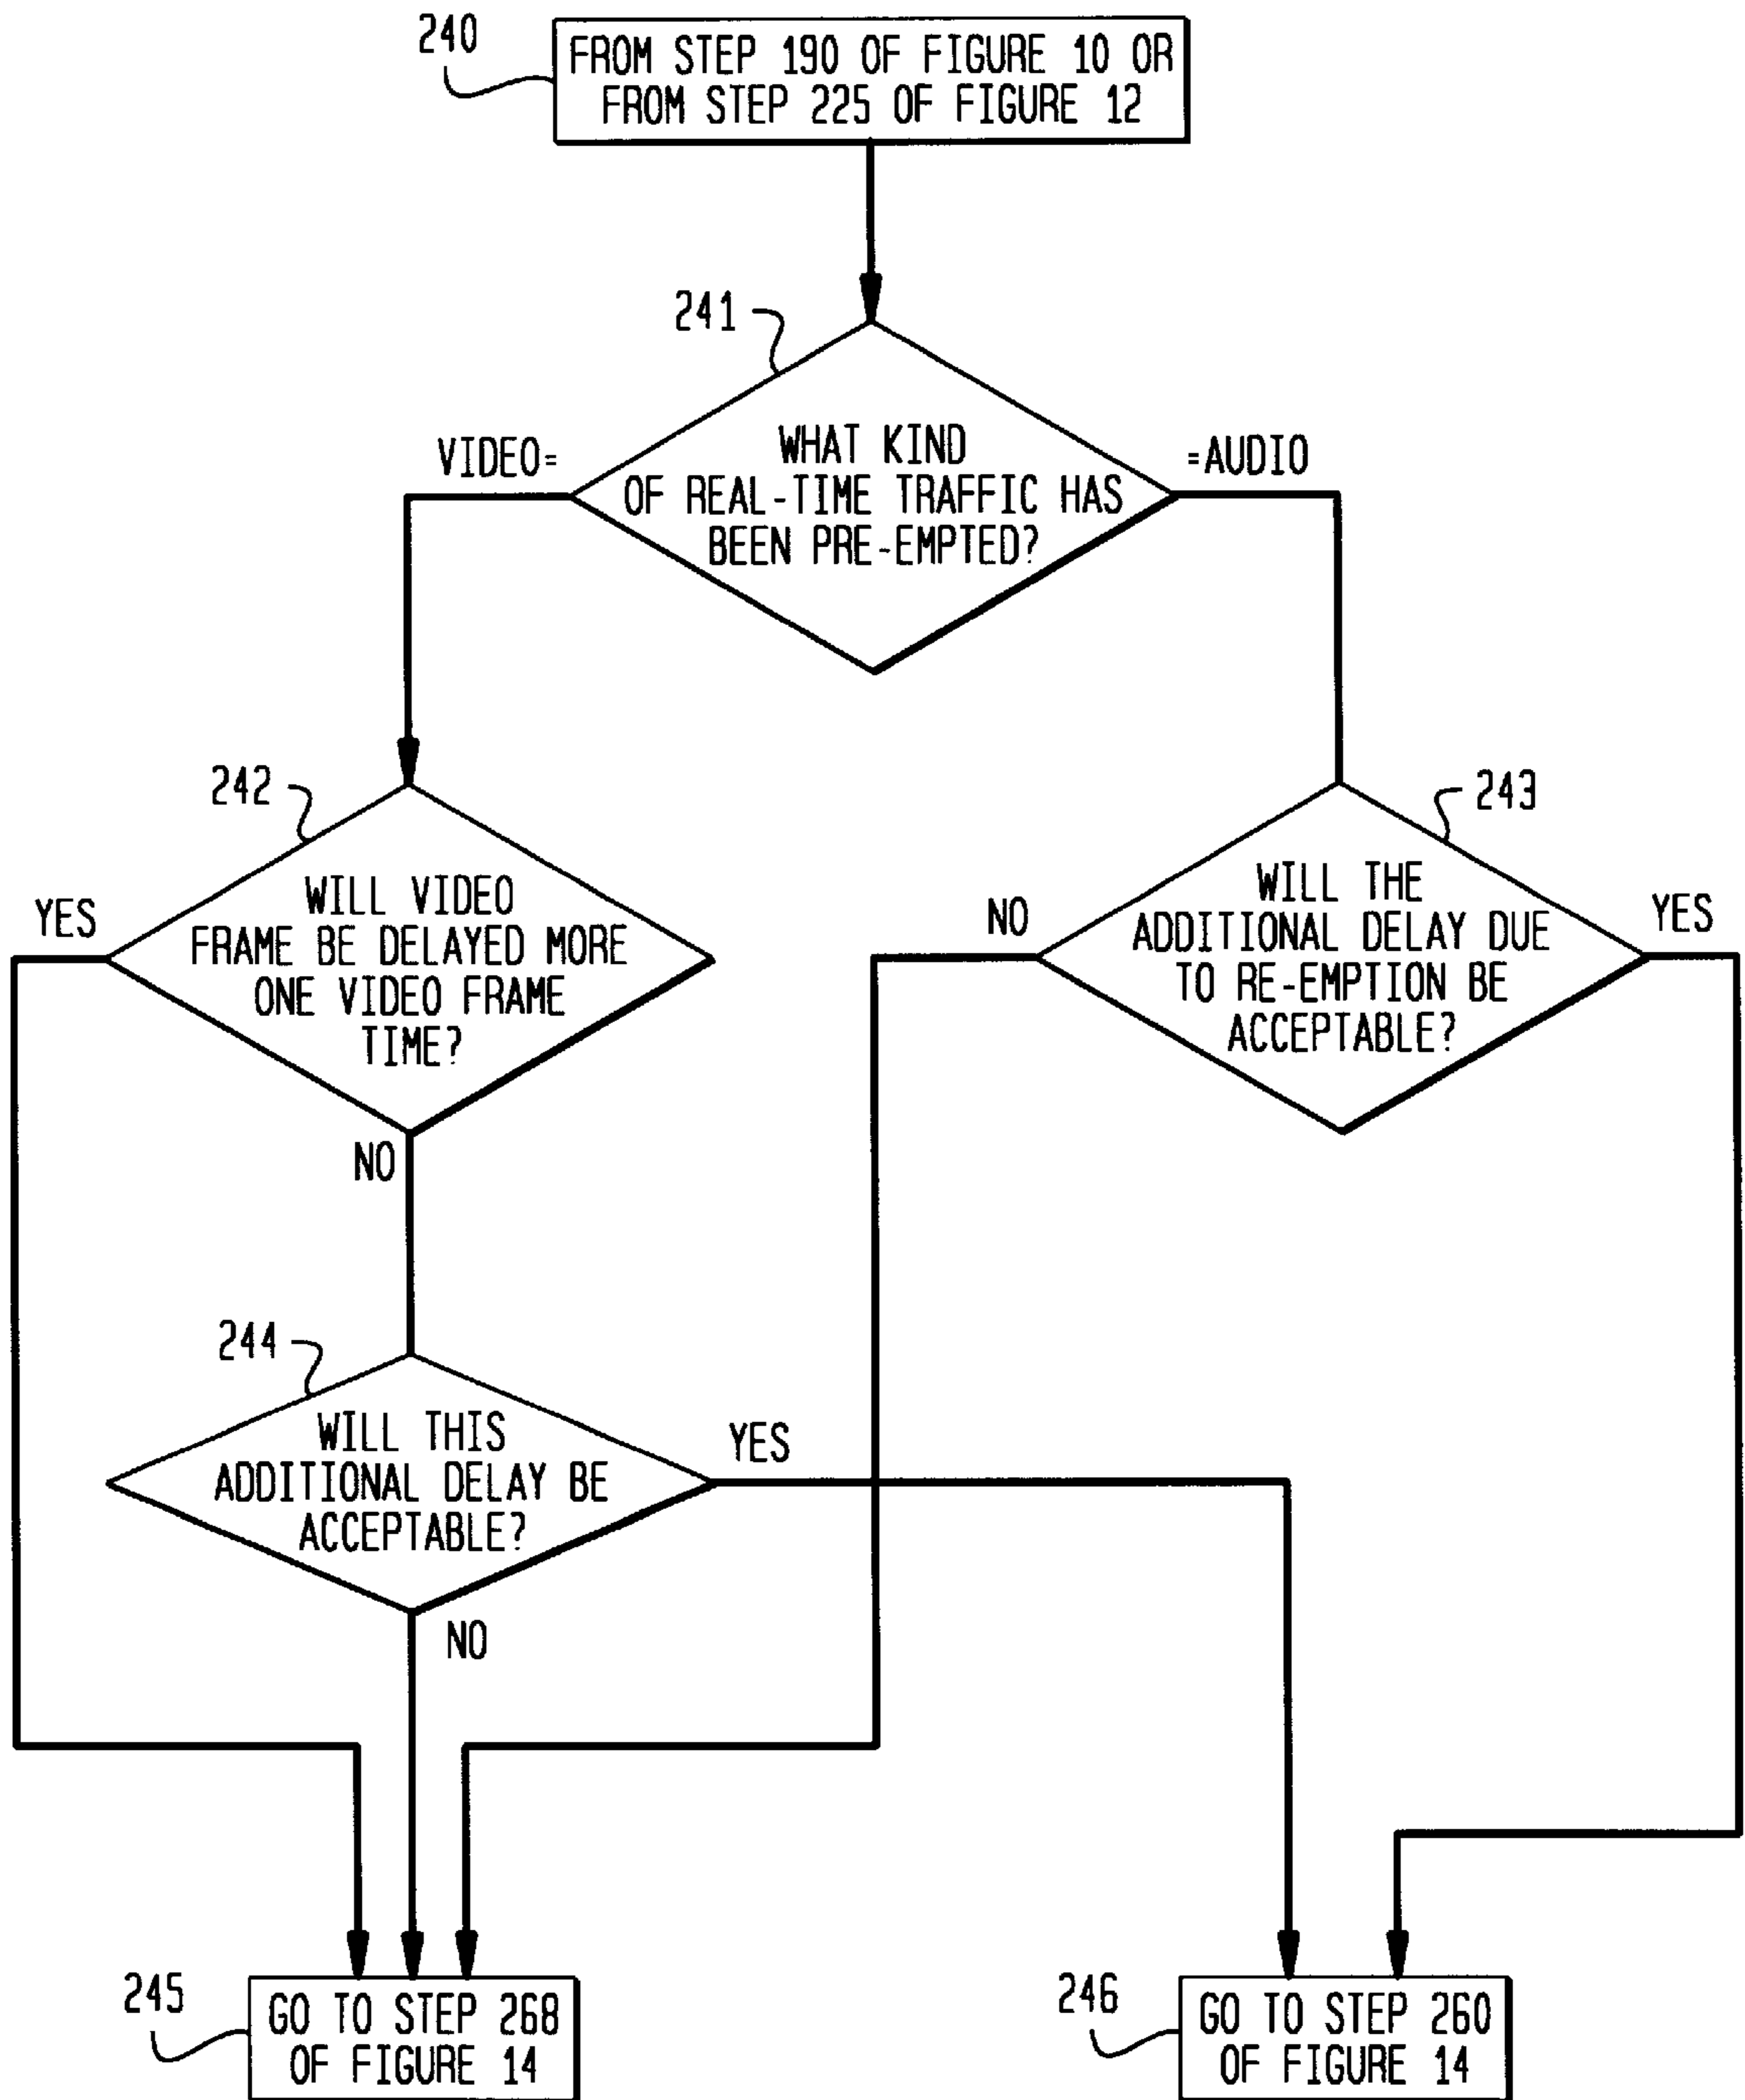 240
FROM STEP 190 OF FIGURE 10 OR
FROM STEP 225 OF FIGURE 12
241
VIDEO=
WHAT KIND
OF REAL-TIME TRAFFIC HAS
BEEN PRE-EMPTED?
=AUDIO
242
YES
WILL VIDEO
FRAME BE DELAYED MORE
ONE VIDEO FRAME
TIME?
NO
243
NO
WILL THE
ADDITIONAL DELAY DUE
TO RE-EMPTION BE
ACCEPTABLE?
YES
244
WILL THIS
ADDITIONAL DELAY BE
ACCEPTABLE?
YES
NO
245
GO TO STEP 268
OF FIGURE 14
246
GO TO STEP 260
OF FIGURE 14